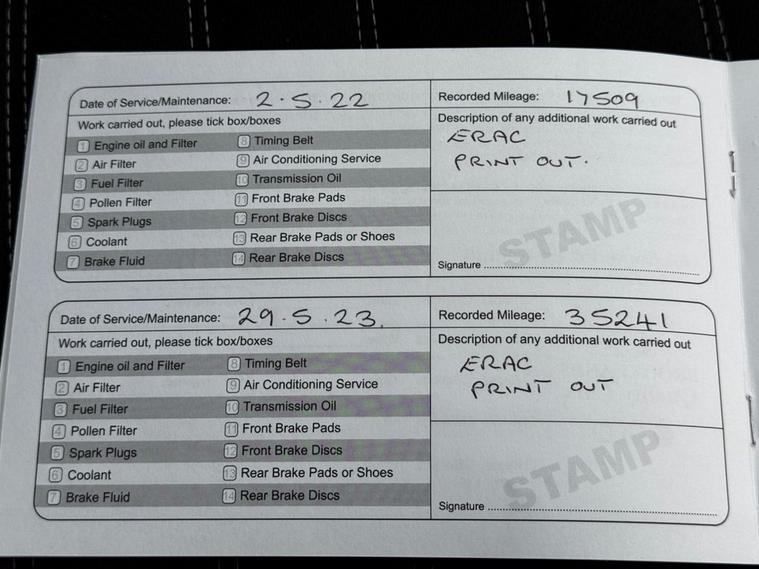 Date of Service/Maintenance: 2.5.22
Recorded Mileage: 17509
Work carried out, please tick box/boxes
Description of any additional work carried out
1 Engine oil and Filter
8 Timing Belt
ERAC
2 Air Filter
9 Air Conditioning Service
PRINT OUT.
3 Fuel Filter
10 Transmission Oil
4 Pollen Filter
11 Front Brake Pads
5 Spark Plugs
12 Front Brake Discs
6 Coolant
13 Rear Brake Pads or Shoes
7 Brake Fluid
14 Rear Brake Discs
STAMP
Signature
Date of Service/Maintenance: 29.5.23.
Recorded Mileage: 35241
Work carried out, please tick box/boxes
Description of any additional work carried out
1 Engine oil and Filter
8 Timing Belt
ERAC
2 Air Filter
9 Air Conditioning Service
PRINT OUT
3 Fuel Filter
10 Transmission Oil
4 Pollen Filter
11 Front Brake Pads
5 Spark Plugs
12 Front Brake Discs
6 Coolant
13 Rear Brake Pads or Shoes
7 Brake Fluid
14 Rear Brake Discs
STAMP
Signature